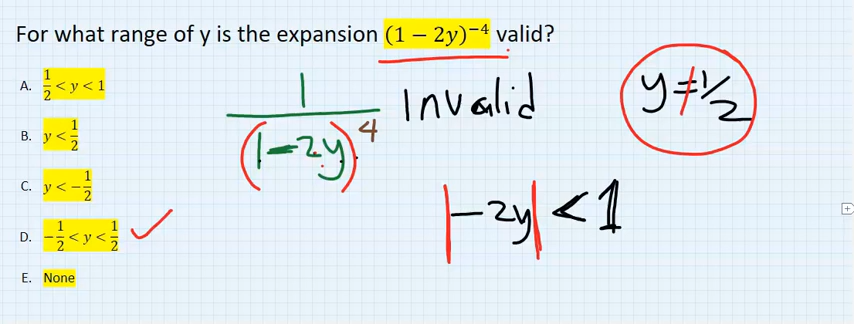 For what range of y is the expansion (1 − 2y)⁻⁴ valid?
A. 1/2 < y < 1
B. y < 1/2
C. y < −1/2
D. −1/2 < y < 1/2
E. None
1/(1−2y)⁴
Invalid
y ≠ 1/2
|−2y| < 1